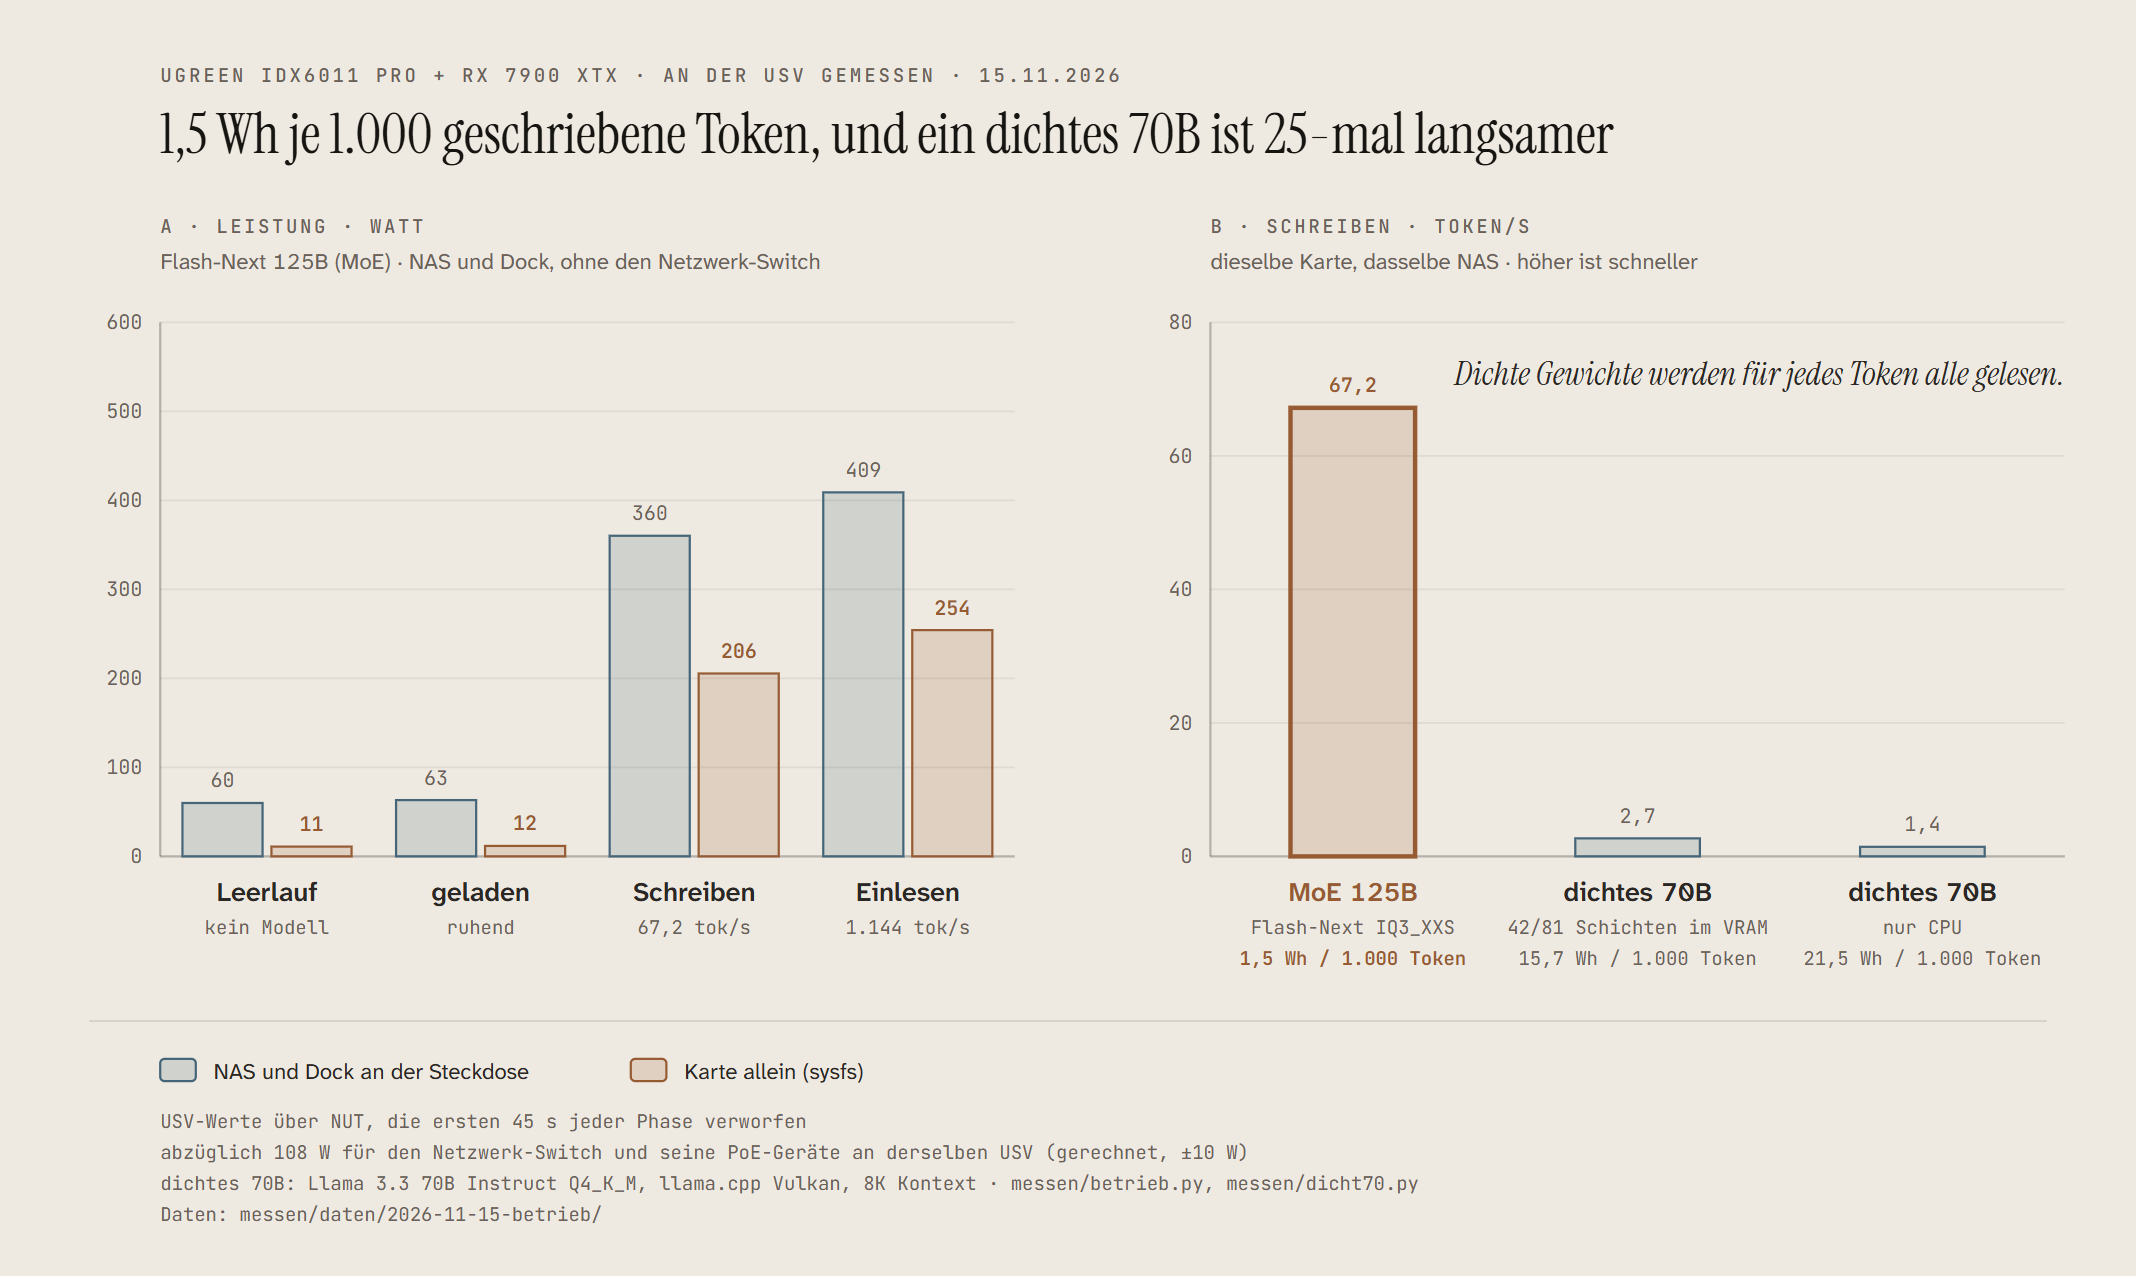 UGREEN IDX6011 PRO + RX 7900 XTX · AN DER USV GEMESSEN · 15.11.2026
1,5 Wh je 1.000 geschriebene Token, und ein dichtes 70B ist 25-mal langsamer
A · LEISTUNG · WATT
Flash-Next 125B (MoE) · NAS und Dock, ohne den Netzwerk-Switch
600
500
400
300
200
100
0
60
11
63
12
360
206
409
254
Leerlauf
kein Modell
geladen
ruhend
Schreiben
67,2 tok/s
Einlesen
1.144 tok/s
B · SCHREIBEN · TOKEN/S
dieselbe Karte, dasselbe NAS · höher ist schneller
80
60
40
20
0
Dichte Gewichte werden für jedes Token alle gelesen.
67,2
2,7
1,4
MoE 125B
Flash-Next IQ3_XXS
1,5 Wh / 1.000 Token
dichtes 70B
42/81 Schichten im VRAM
15,7 Wh / 1.000 Token
dichtes 70B
nur CPU
21,5 Wh / 1.000 Token
NAS und Dock an der Steckdose
Karte allein (sysfs)
USV-Werte über NUT, die ersten 45 s jeder Phase verworfen
abzüglich 108 W für den Netzwerk-Switch und seine PoE-Geräte an derselben USV (gerechnet, ±10 W)
dichtes 70B: Llama 3.3 70B Instruct Q4_K_M, llama.cpp Vulkan, 8K Kontext · messen/betrieb.py, messen/dicht70.py
Daten: messen/daten/2026-11-15-betrieb/